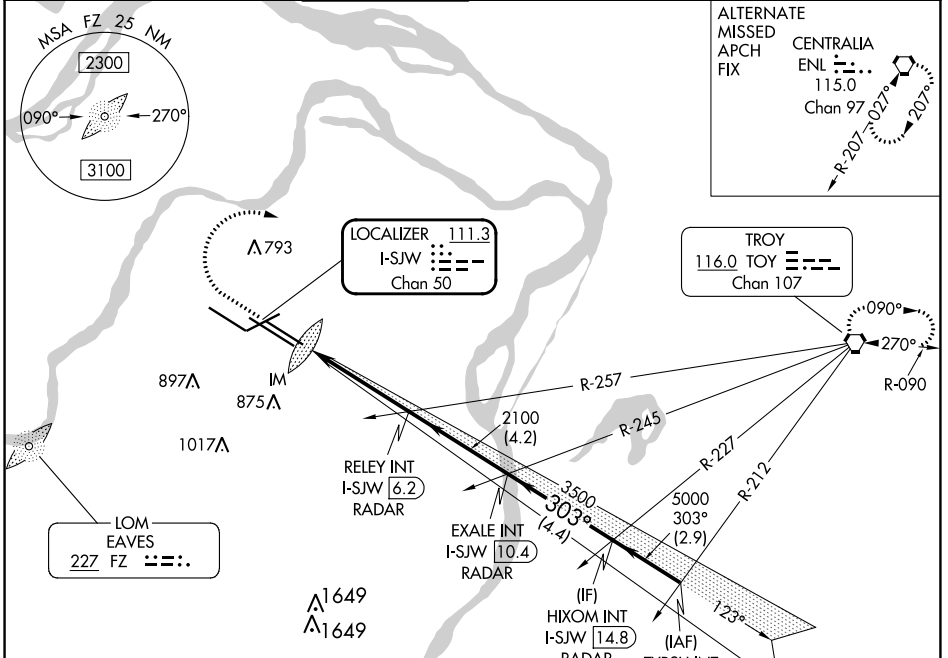 MSA FZ 25 NM
2300
090°
270°
3100
ALTERNATE
MISSED
APCH
FIX
CENTRALIA
ENL
115.0
Chan 97
R-207
027°
207°
793
LOCALIZER 111.3
I-SJW
Chan 50
TROY
116.0 TOY
Chan 107
090°
270°
R-090
897
IM
875
1017
R-257
2100
(4.2)
R-245
R-227
R-212
RELEY INT
I-SJW 6.2
RADAR
3500
303°
(4.4)
5000
303°
(2.9)
EXALE INT
I-SJW 10.4
RADAR
LOM
EAVES
227 FZ
1649
1649
(IF)
HIXOM INT
I-SJW 14.8
RADAR
(IAF)
123°